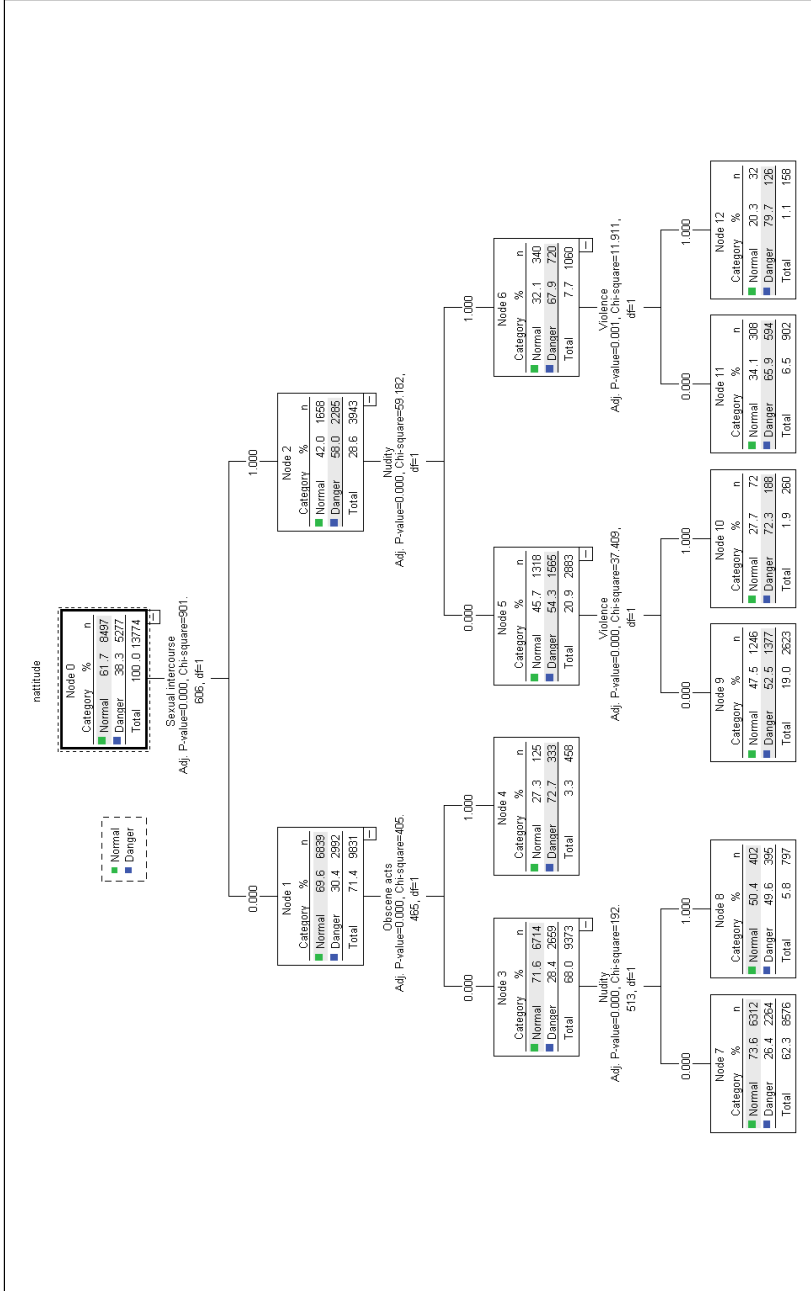 nattitude
Normal
Danger
Node 0
Category % n
Normal 61.7 8497
Danger 38.3 5277
Total 100.0 13774
Sexual intercourse
Adj. P-value=0.000, Chi-square=901.
606, df=1
0.000
1.000
Node 1
Category % n
Normal 69.6 6839
Danger 30.4 2992
Total 71.4 9831
Obscene acts
Adj. P-value=0.000, Chi-square=405.
465, df=1
Node 2
Category % n
Normal 42.0 1658
Danger 58.0 2285
Total 28.6 3943
Nudity
Adj. P-value=0.000, Chi-square=59.182,
df=1
0.000
1.000
0.000
1.000
Node 3
Category % n
Normal 71.6 6714
Danger 28.4 2659
Total 68.0 9373
Nudity
Adj. P-value=0.000, Chi-square=192.
513, df=1
Node 4
Category % n
Normal 27.3 125
Danger 72.7 333
Total 3.3 458
Node 5
Category % n
Normal 45.7 1318
Danger 54.3 1565
Total 20.9 2883
Violence
Adj. P-value=0.000, Chi-square=37.409,
df=1
Node 6
Category % n
Normal 32.1 340
Danger 67.9 720
Total 7.7 1060
Violence
Adj. P-value=0.001, Chi-square=11.911,
df=1
0.000
1.000
0.000
1.000
0.000
1.000
Node 7
Category % n
Normal 73.6 6312
Danger 26.4 2264
Total 62.3 8576
Node 8
Category % n
Normal 50.4 402
Danger 49.6 395
Total 5.8 797
Node 9
Category % n
Normal 47.5 1246
Danger 52.5 1377
Total 19.0 2623
Node 10
Category % n
Normal 27.7 72
Danger 72.3 188
Total 1.9 260
Node 11
Category % n
Normal 34.1 308
Danger 65.9 594
Total 6.5 902
Node 12
Category % n
Normal 20.3 32
Danger 79.7 126
Total 1.1 158